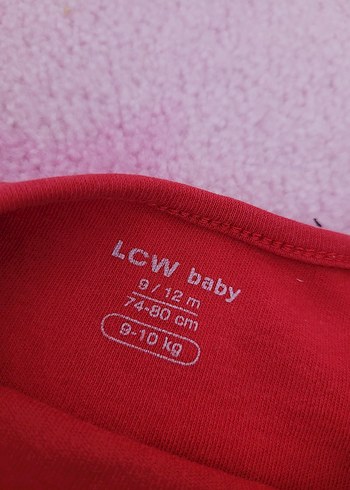 LCW baby
9 / 12 m
74-80 cm
9-10 kg